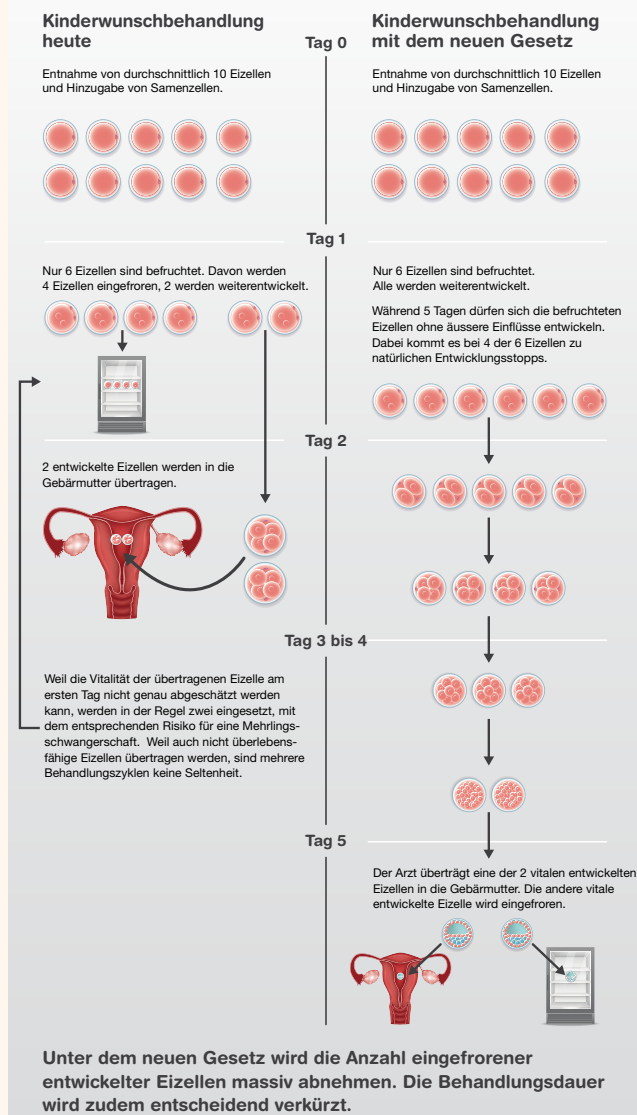 Kinderwunschbehandlung
heute
Entnahme von durchschnittlich 10 Eizellen
und Hinzugabe von Samenzellen.
Tag 0
Kinderwunschbehandlung
mit dem neuen Gesetz
Entnahme von durchschnittlich 10 Eizellen
und Hinzugabe von Samenzellen.
Tag 1
Nur 6 Eizellen sind befruchtet. Davon werden
4 Eizellen eingefroren, 2 werden weiterentwickelt.
Nur 6 Eizellen sind befruchtet.
Alle werden weiterentwickelt.
Während 5 Tagen dürfen sich die befruchteten
Eizellen ohne äussere Einflüsse entwickeln.
Dabei kommt es bei 4 der 6 Eizellen zu
natürlichen Entwicklungsstopps.
Tag 2
2 entwickelte Eizellen werden in die
Gebärmutter übertragen.
Tag 3 bis 4
Weil die Vitalität der übertragenen Eizelle am
ersten Tag nicht genau abgeschätzt werden
kann, werden in der Regel zwei eingesetzt, mit
dem entsprechenden Risiko für eine Mehrlings-
schwangerschaft. Weil auch nicht überlebens-
fähige Eizellen übertragen werden, sind mehrere
Behandlungszyklen keine Seltenheit.
Tag 5
Der Arzt überträgt eine der 2 vitalen entwickelten
Eizellen in die Gebärmutter. Die andere vitale
entwickelte Eizelle wird eingefroren.
Unter dem neuen Gesetz wird die Anzahl eingefrorener
entwickelter Eizellen massiv abnehmen. Die Behandlungsdauer
wird zudem entscheidend verkürzt.